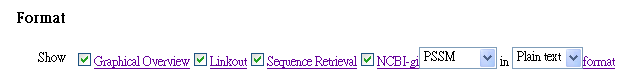 Format
Show Graphical Overview Linkout Sequence Retrieval NCBI-gi PSSM in Plain text format